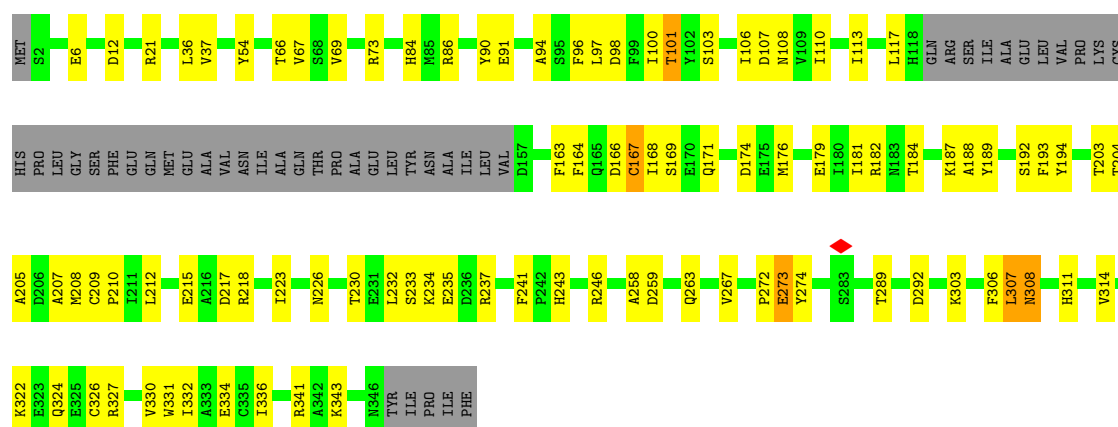 MET S2 E6 D12 R21 L36 V37 Y54 T66 V67 S68 V69 R73 H84 M85 R86 Y90 E91 A94 S95 F96 L97 D98 F99 I100 T101 Y102 S103 I106 D107 N108 V109 I110 I113 L117 H118 GLN ARG SER ILE ALA GLU LEU VAL PRO LYS CYS
HIS PRO LEU GLY SER PHE GLU GLN MET GLU ALA VAL ASN ILE ALA GLN THR PRO ALA GLU LEU TYR ASN ALA ILE LEU VAL D157 F163 F164 Q165 D166 C167 I168 S169 E170 Q171 D174 E175 M176 E179 I180 I181 R182 N183 T184 K187 A188 Y189 S192 F193 Y194 T203 T204
A205 D206 A207 M208 C209 P210 I211 L212 E215 A216 D217 R218 I223 N226 T230 E231 L232 S233 K234 E235 D236 R237 F241 P242 H243 R246 A258 D259 Q263 V267 P272 E273 Y274 S283 T289 D292 K303 F306 L307 N308 H311 V314
K322 E323 Q324 E325 C326 R327 V330 W331 I332 A333 E334 C335 I336 R341 A342 K343 N346 TYR ILE PRO ILE PHE